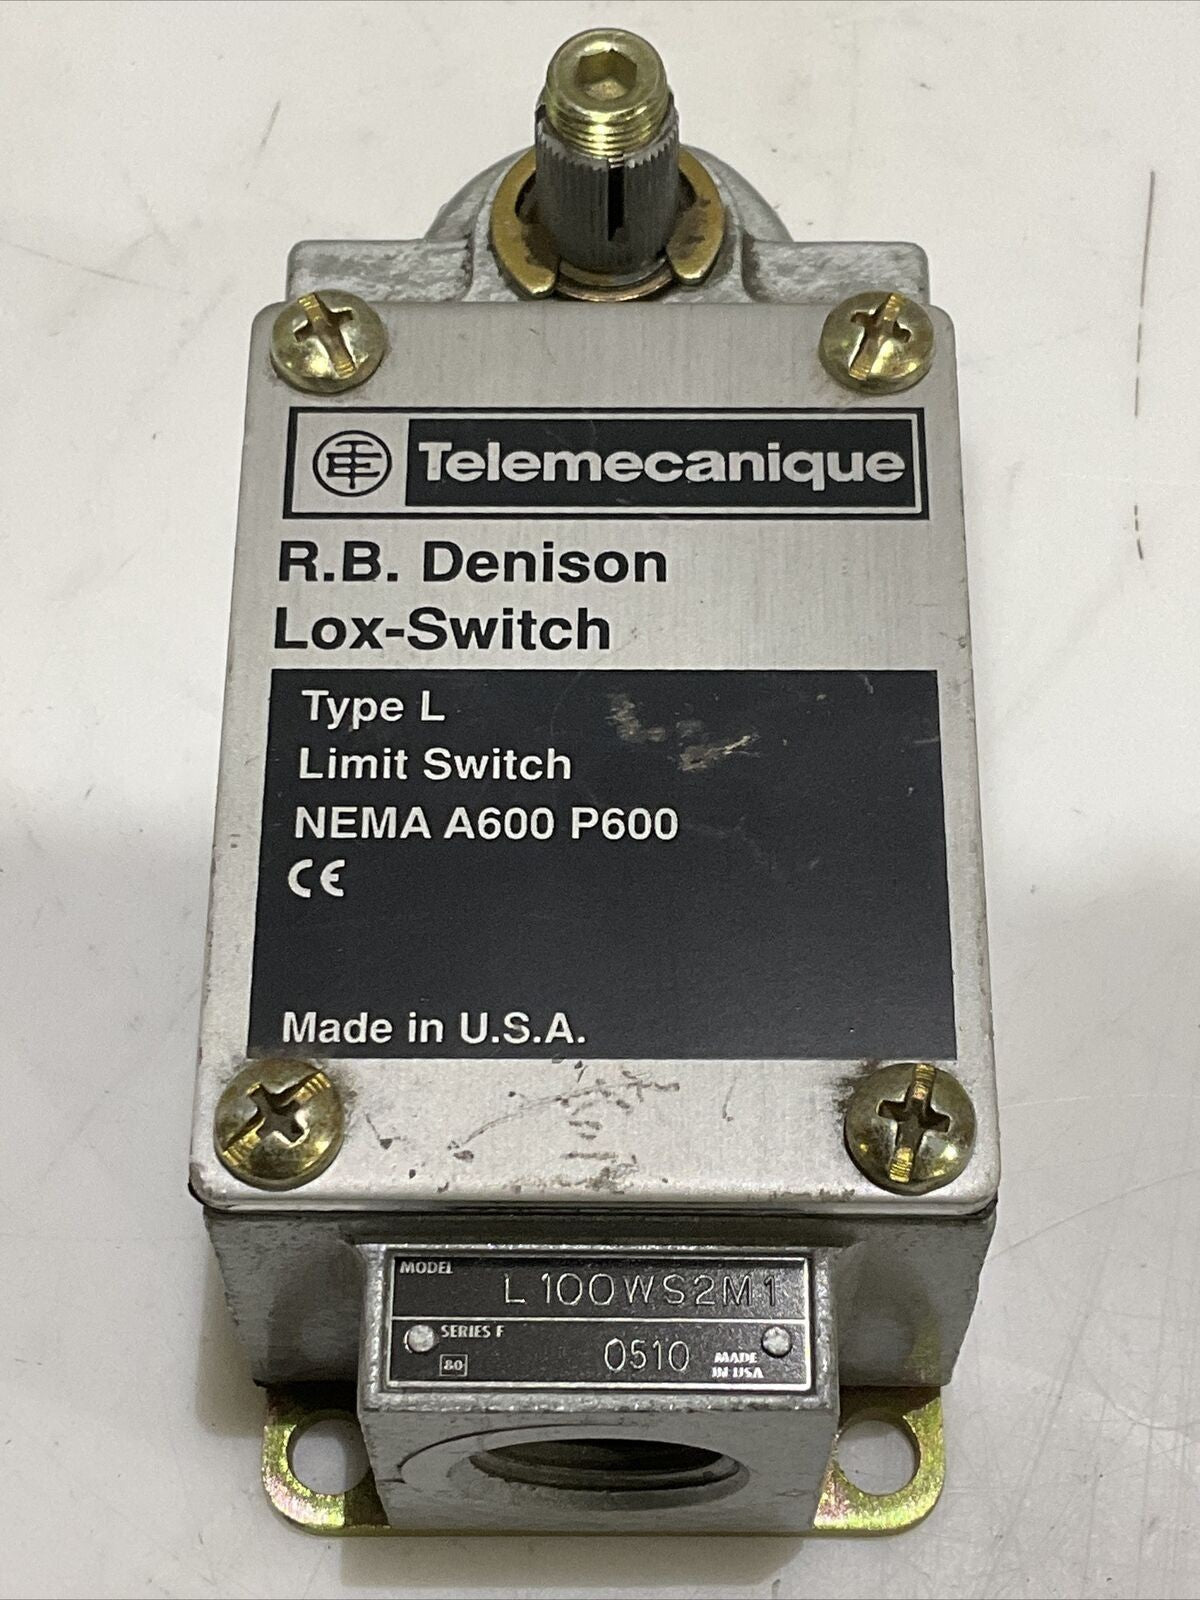 TE
Telemecanique
R.B. Denison
Lox-Switch
Type L
Limit Switch
NEMA A600 P600
CE
Made in U.S.A.
MODEL L100WS2M1
SERIES F
80
0510
MADE
IN USA